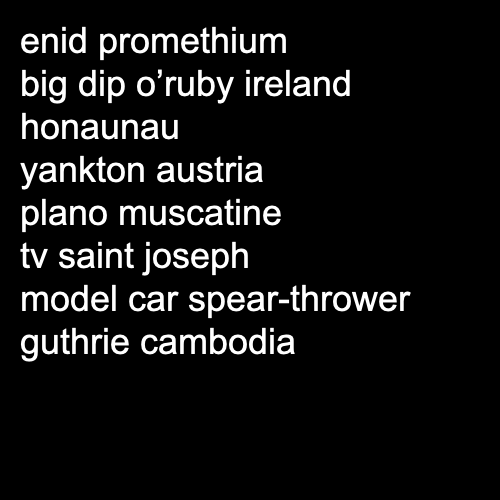 enid promethium
big dip o’ruby ireland
honaunau
yankton austria
plano muscatine
tv saint joseph
model car spear-thrower
guthrie cambodia